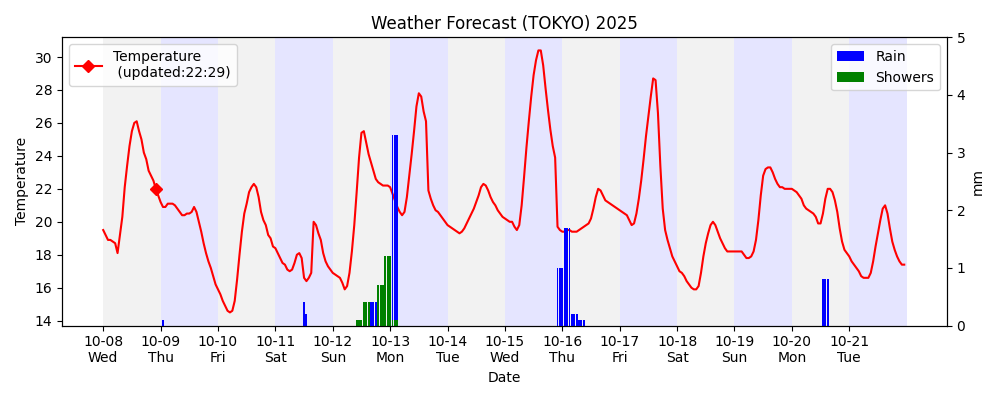 Weather Forecast (TOKYO) 2025
Temperature
(updated:22:29)
Rain
Showers
Temperature
30
28
26
24
22
20
18
16
14
5
4
3
2
1
0
mm
10-08 10-09 10-10 10-11 10-12 10-13 10-14 10-15 10-16 10-17 10-18 10-19 10-20 10-21
Wed Thu Fri Sat Sun Mon Tue Wed Thu Fri Sat Sun Mon Tue
Date